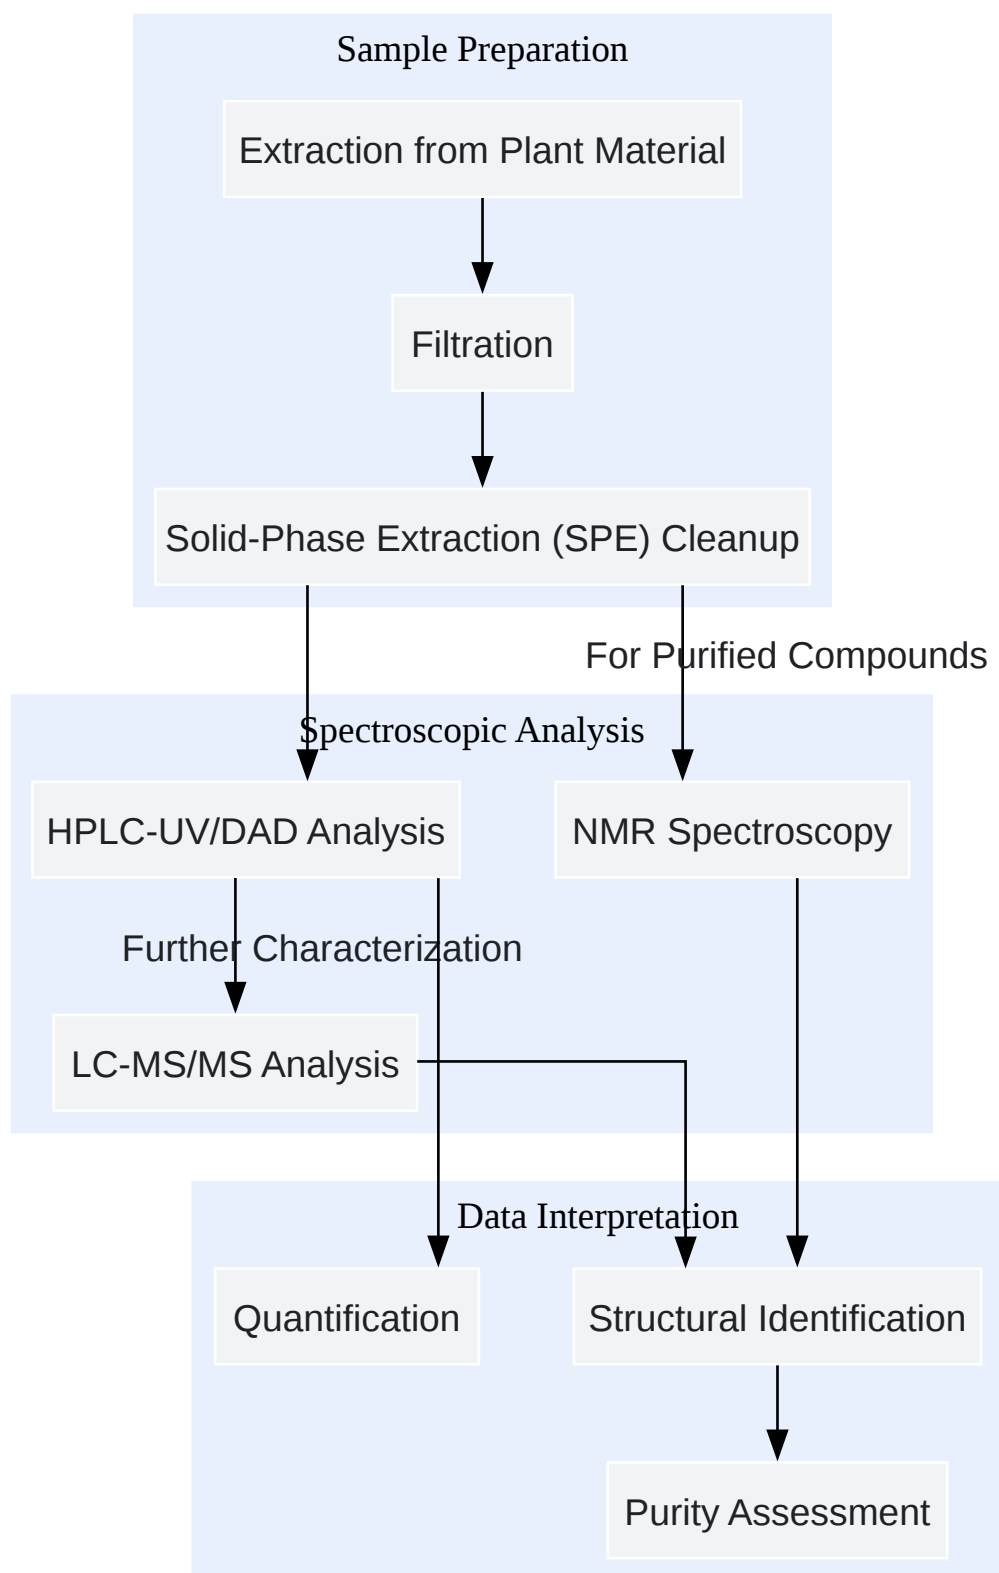 Sample Preparation
Extraction from Plant Material
Filtration
Solid-Phase Extraction (SPE) Cleanup
For Purified Compounds
Spectroscopic Analysis
HPLC-UV/DAD Analysis
NMR Spectroscopy
Further Characterization
LC-MS/MS Analysis
Data Interpretation
Quantification
Structural Identification
Purity Assessment